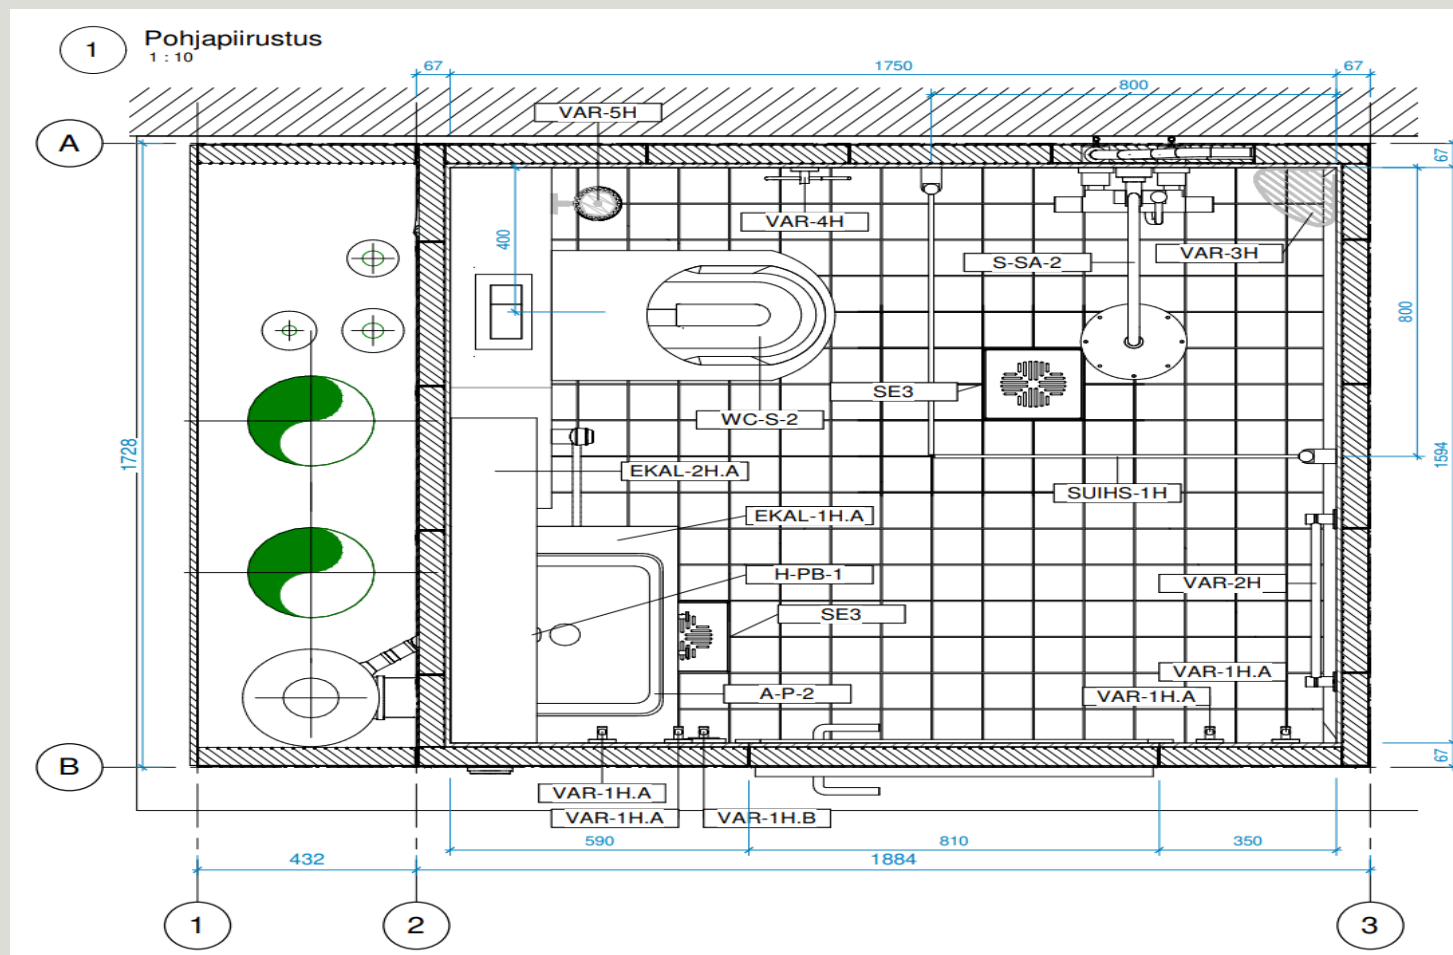 1
Pohjapiirustus
1 : 10
67
1750
67
800
VAR-5H
A
67
VAR-4H
400
VAR-3H
S-SA-2
800
SE3
WC-S-2
1728
EKAL-2H.A
1594
SUIHS-1H
EKAL-1H.A
H-PB-1
VAR-2H
SE3
VAR-1H.A
A-P-2
VAR-1H.A
B
67
VAR-1H.A
VAR-1H.A
VAR-1H.B
590
810
350
432
1884
1
2
3